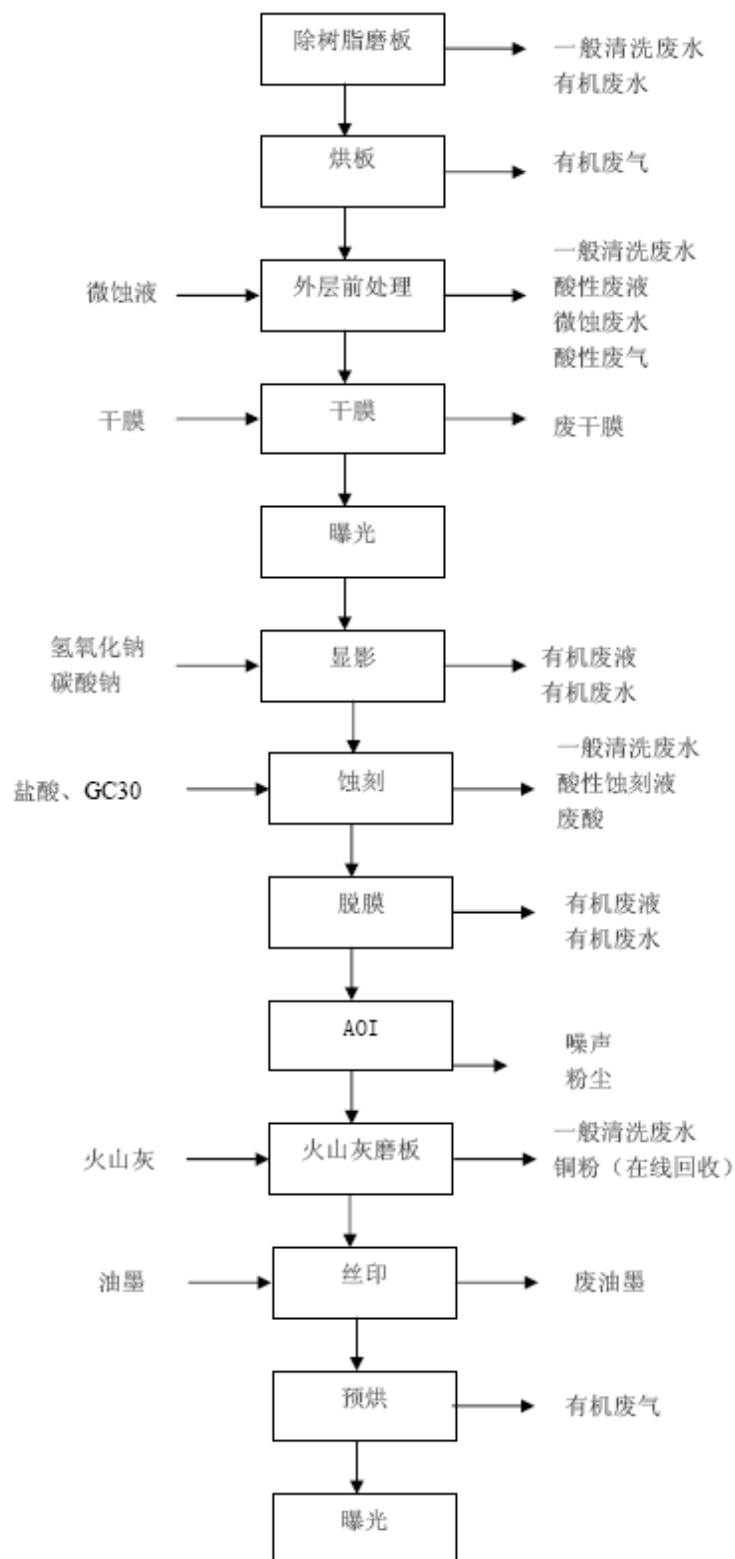 除树脂磨板
一般清洗废水
有机废水
烘板
有机废气
微蚀液
外层前处理
一般清洗废水
酸性废液
微蚀废水
酸性废气
干膜
干膜
废干膜
曝光
氢氧化钠
碳酸钠
显影
有机废液
有机废水
盐酸、GC30
蚀刻
一般清洗废水
酸性蚀刻液
废酸
脱膜
有机废液
有机废水
AOI
噪声
粉尘
火山灰
火山灰磨板
一般清洗废水
铜粉（在线回收）
油墨
丝印
废油墨
预烘
有机废气
曝光